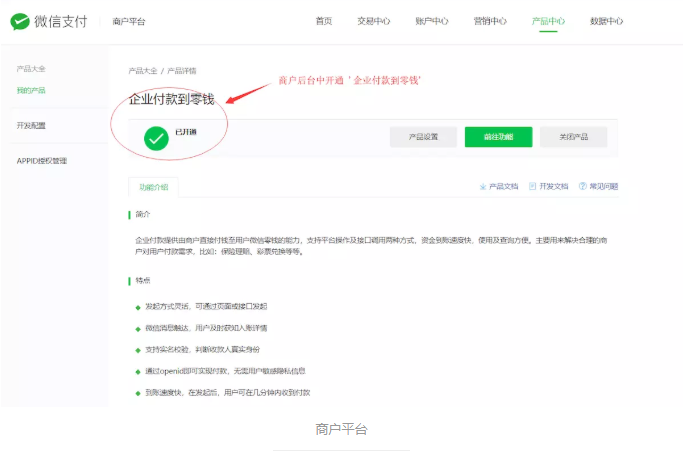 微信支付 商户平台 首页 交易中心 账户中心 营销中心 产品中心 数据中心
产品大全
我的产品
开发配置
APPID授权管理
产品大全 / 产品详情
商户后台中开通‘企业付款到零钱’
企业付款到零钱
已开通
产品设置 前往功能 关闭产品
功能介绍 产品文档 开发文档 常见问题
简介
企业付款提供由商户直接付钱至用户微信零钱的能力，支持平台操作及接口调用两种方式，资金到账速度快，使用及查询方便。主要用来解决合理的商
户对用户付款需求，比如：保险理赔、彩票兑换等等。
特点
发起方式灵活，可通过页面或接口发起
微信消息触达，用户及时获知入账详情
支持实名校验，判断收款人真实身份
通过openid即可实现付款，无需用户敏感隐私信息
到账速度快，在发起后，用户可在几分钟内收到付款
商户平台